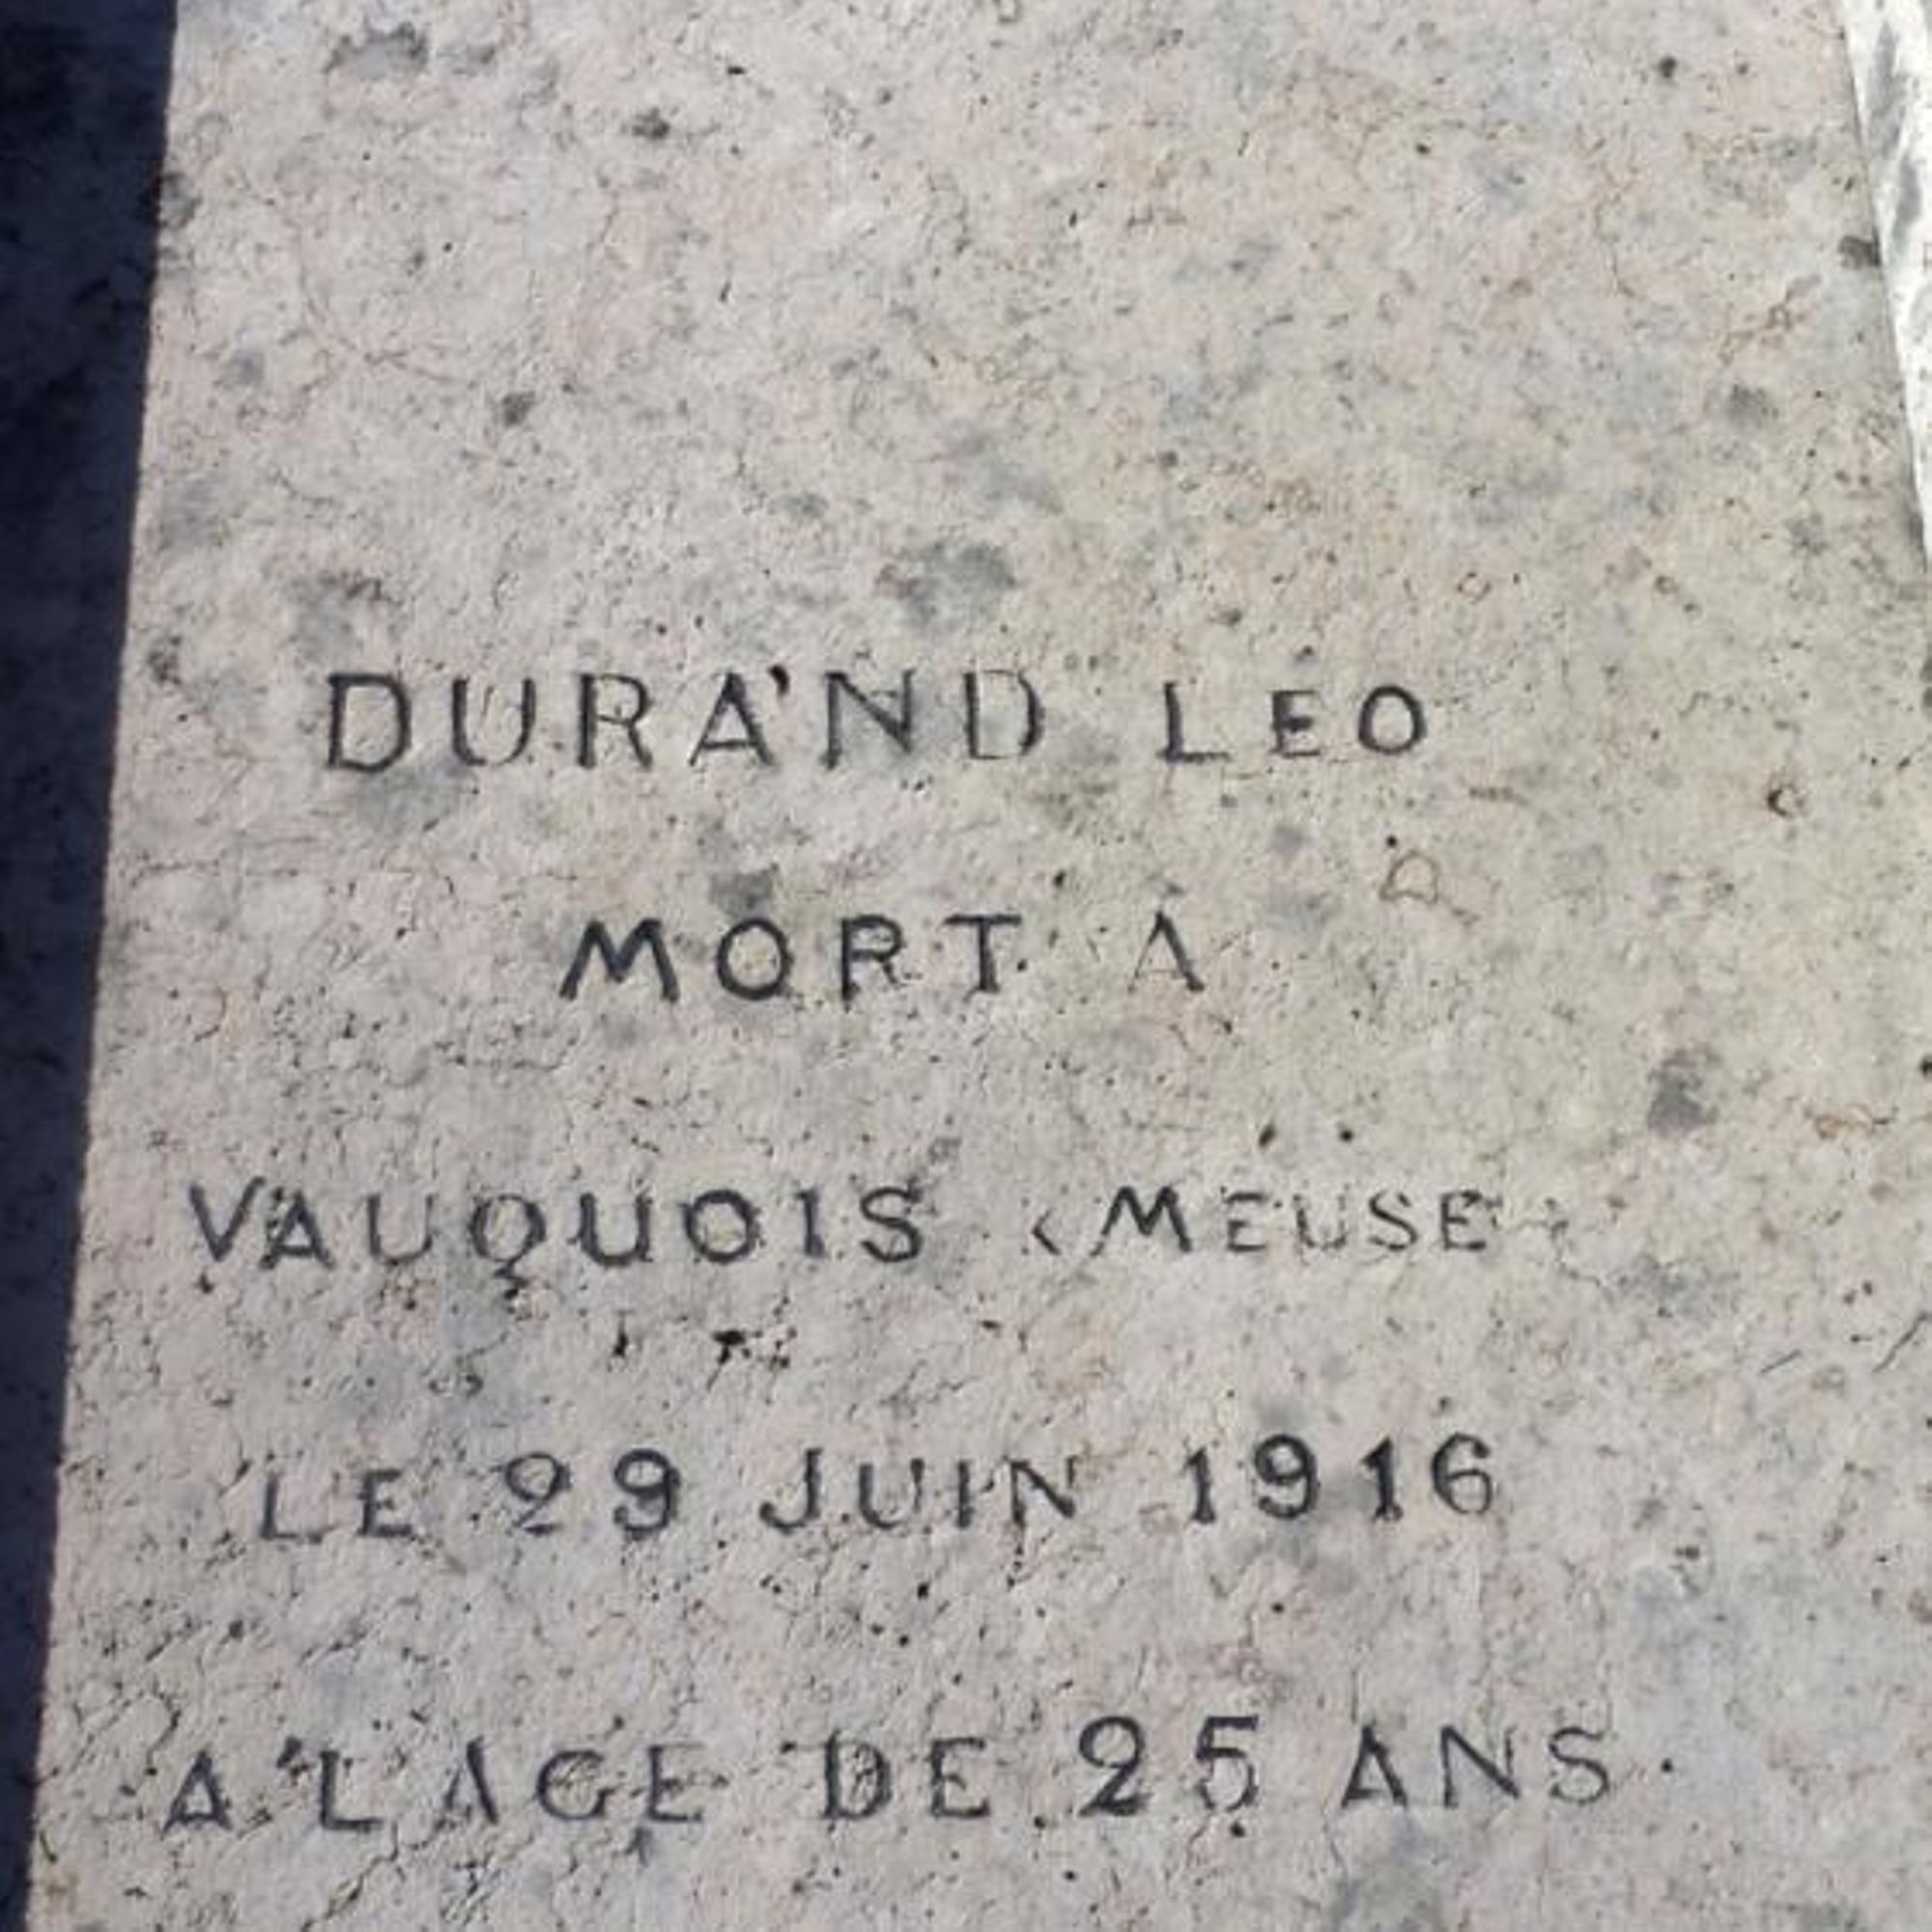 DURAND LEO
MORT A
VAUQUOIS (MEUSE)
LE 29 JUIN 1916
A L'AGE DE 25 ANS.